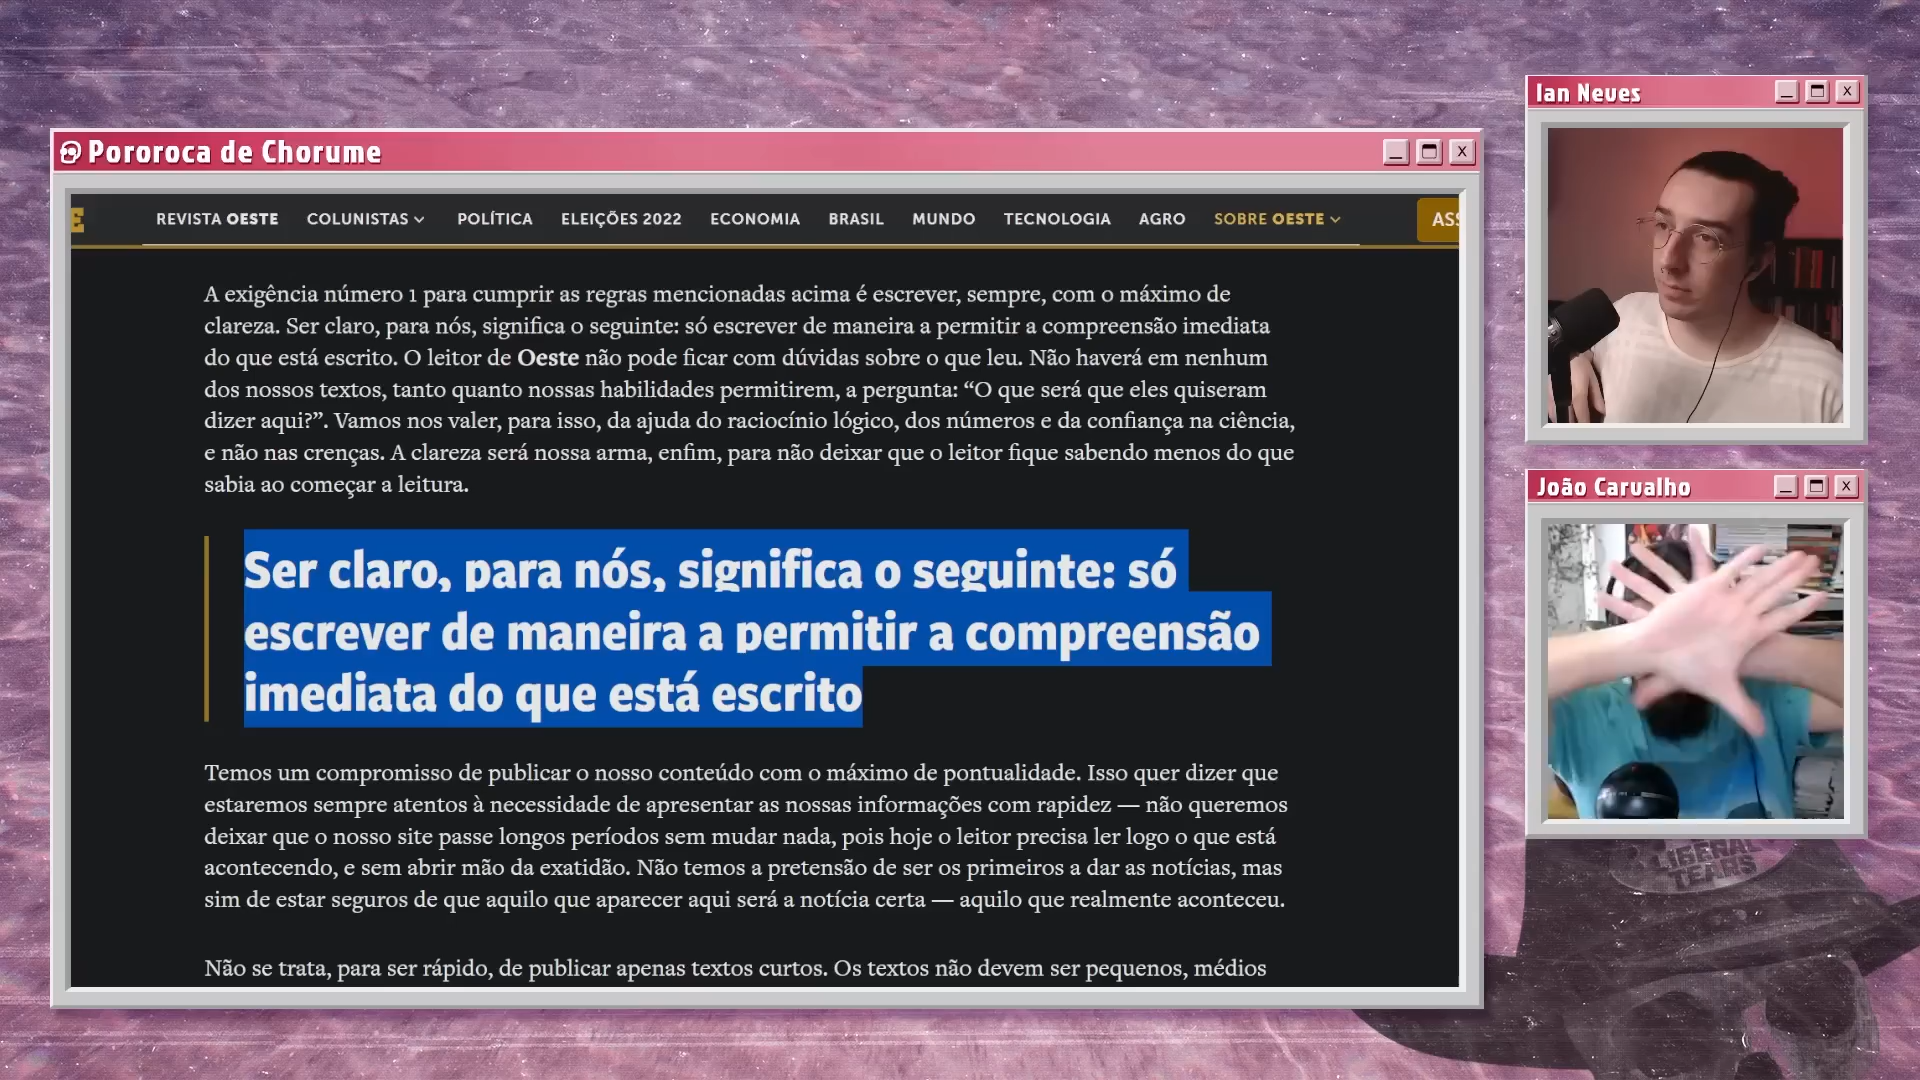 Ian Neves
Pororoca de Chorume
E REVISTA OESTE COLUNISTAS POLÍTICA ELEIÇÕES 2022 ECONOMIA BRASIL MUNDO TECNOLOGIA AGRO SOBRE OESTE ASS
A exigência número 1 para cumprir as regras mencionadas acima é escrever, sempre, com o máximo de
clareza. Ser claro, para nós, significa o seguinte: só escrever de maneira a permitir a compreensão imediata
do que está escrito. O leitor de Oeste não pode ficar com dúvidas sobre o que leu. Não haverá em nenhum
dos nossos textos, tanto quanto nossas habilidades permitirem, a pergunta: “O que será que eles quiseram
dizer aqui?”. Vamos nos valer, para isso, da ajuda do raciocínio lógico, dos números e da confiança na ciência,
e não nas crenças. A clareza será nossa arma, enfim, para não deixar que o leitor fique sabendo menos do que
sabia ao começar a leitura.
Ser claro, para nós, significa o seguinte: só
escrever de maneira a permitir a compreensão
imediata do que está escrito
Temos um compromisso de publicar o nosso conteúdo com o máximo de pontualidade. Isso quer dizer que
estaremos sempre atentos à necessidade de apresentar as nossas informações com rapidez — não queremos
deixar que o nosso site passe longos períodos sem mudar nada, pois hoje o leitor precisa ler logo o que está
acontecendo, e sem abrir mão da exatidão. Não temos a pretensão de ser os primeiros a dar as notícias, mas
sim de estar seguros de que aquilo que aparecer aqui será a notícia certa — aquilo que realmente aconteceu.
Não se trata, para ser rápido, de publicar apenas textos curtos. Os textos não devem ser pequenos, médios
João Carvalho
LIBERAL
TEARS